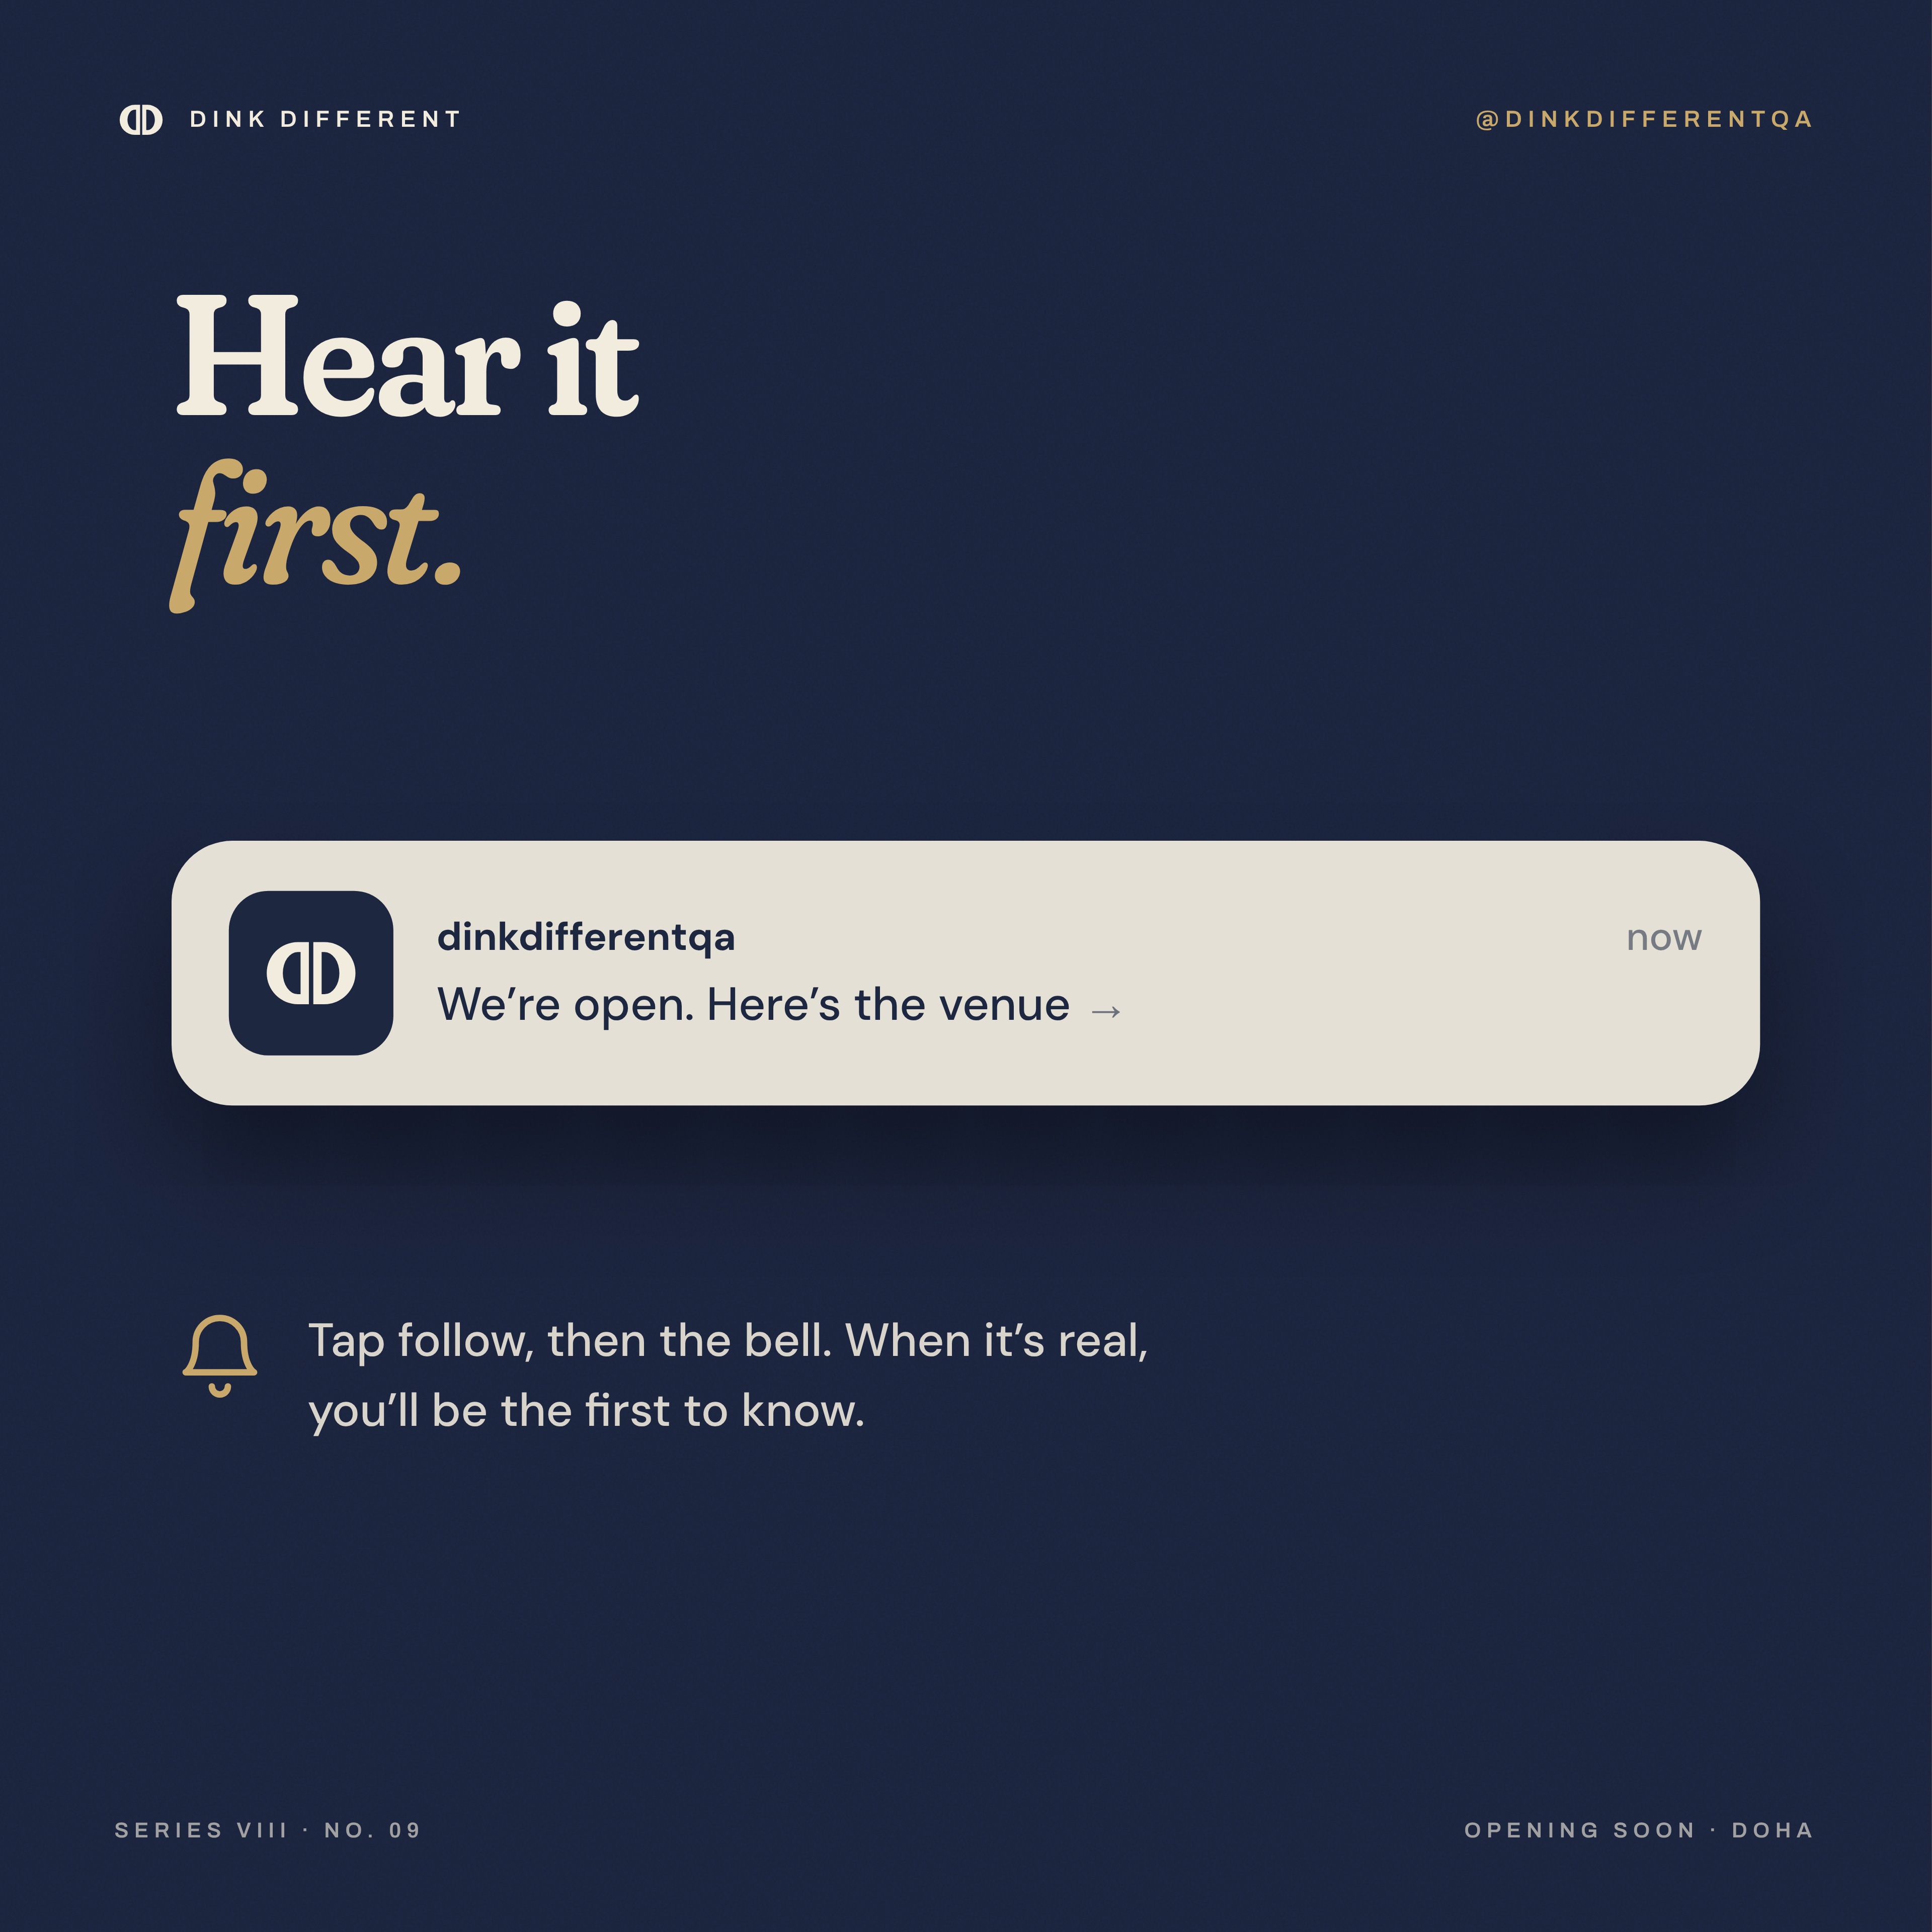 DINK DIFFERENT
@DINKDIFFERENTQA
Hear it
first.
dinkdifferentqa
now
We’re open. Here’s the venue →
Tap follow, then the bell. When it’s real,
you’ll be the first to know.
SERIES VIII · NO. 09
OPENING SOON · DOHA